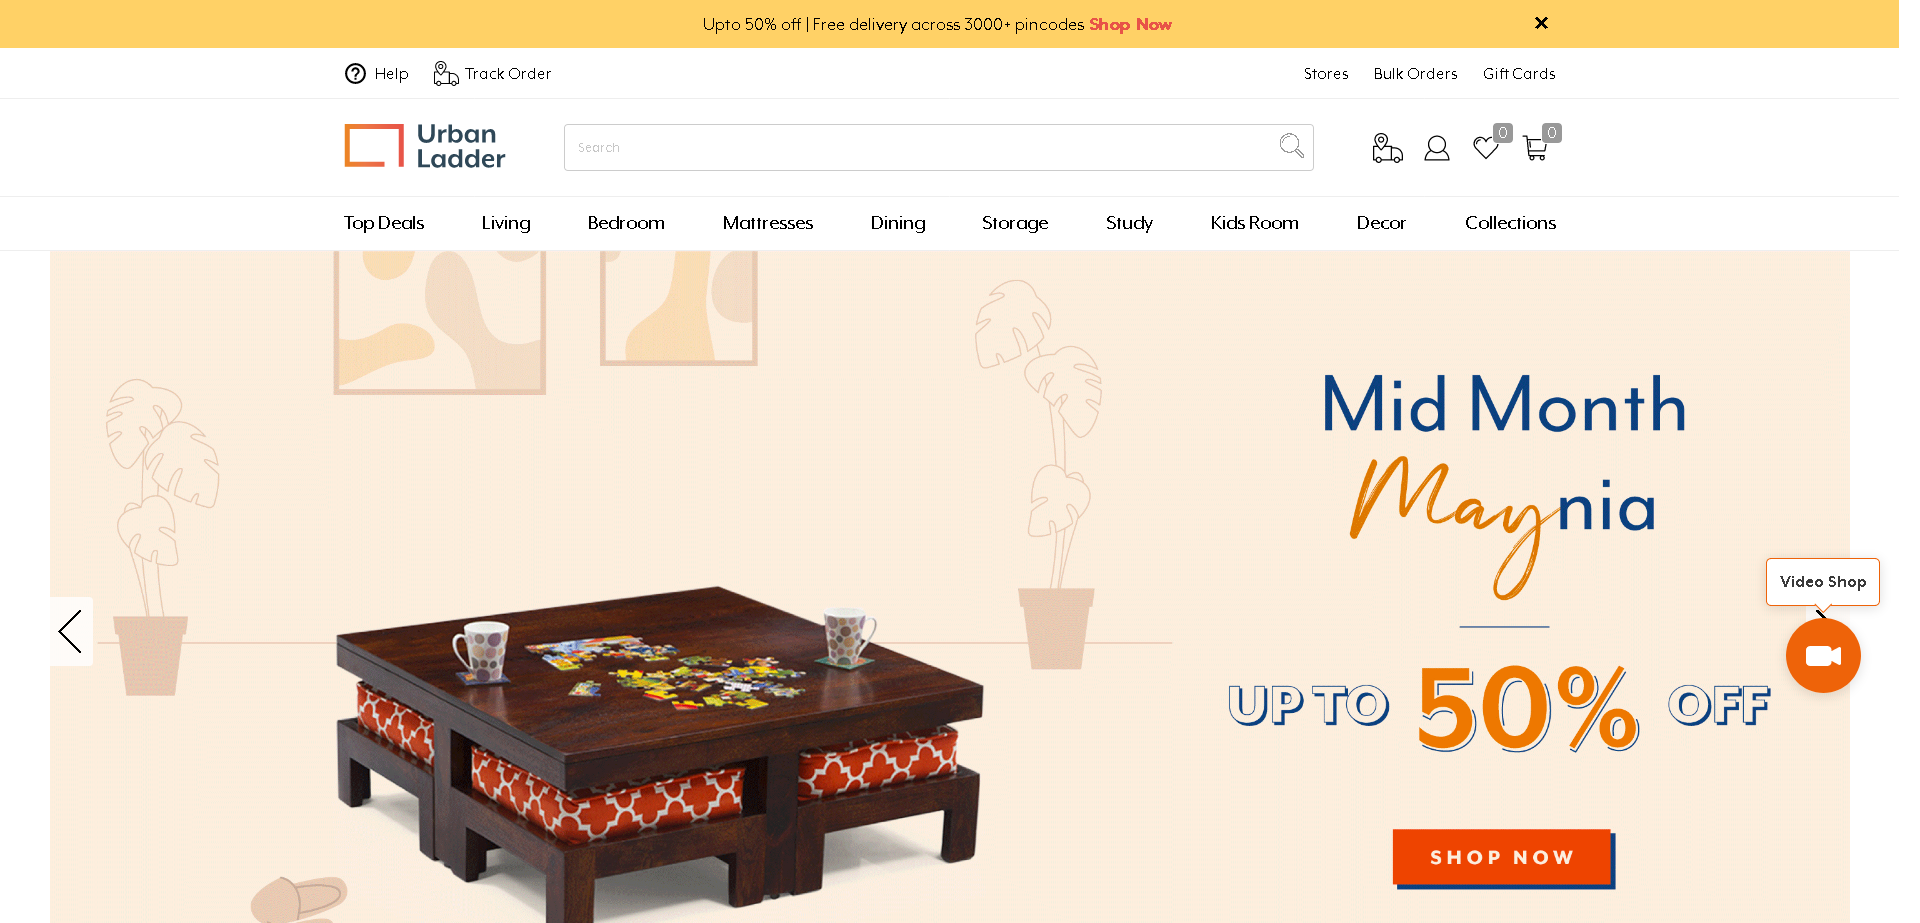 Upto 50% off | Free delivery across 3000+ pincodes Shop Now
Help
Track Order
Stores
Bulk Orders
Gift Cards
Urban
Ladder
Search
0
0
Top Deals
Living
Bedroom
Mattresses
Dining
Storage
Study
Kids Room
Decor
Collections
Mid Month
Maynia
Video Shop
UP TO 50% OFF
SHOP NOW